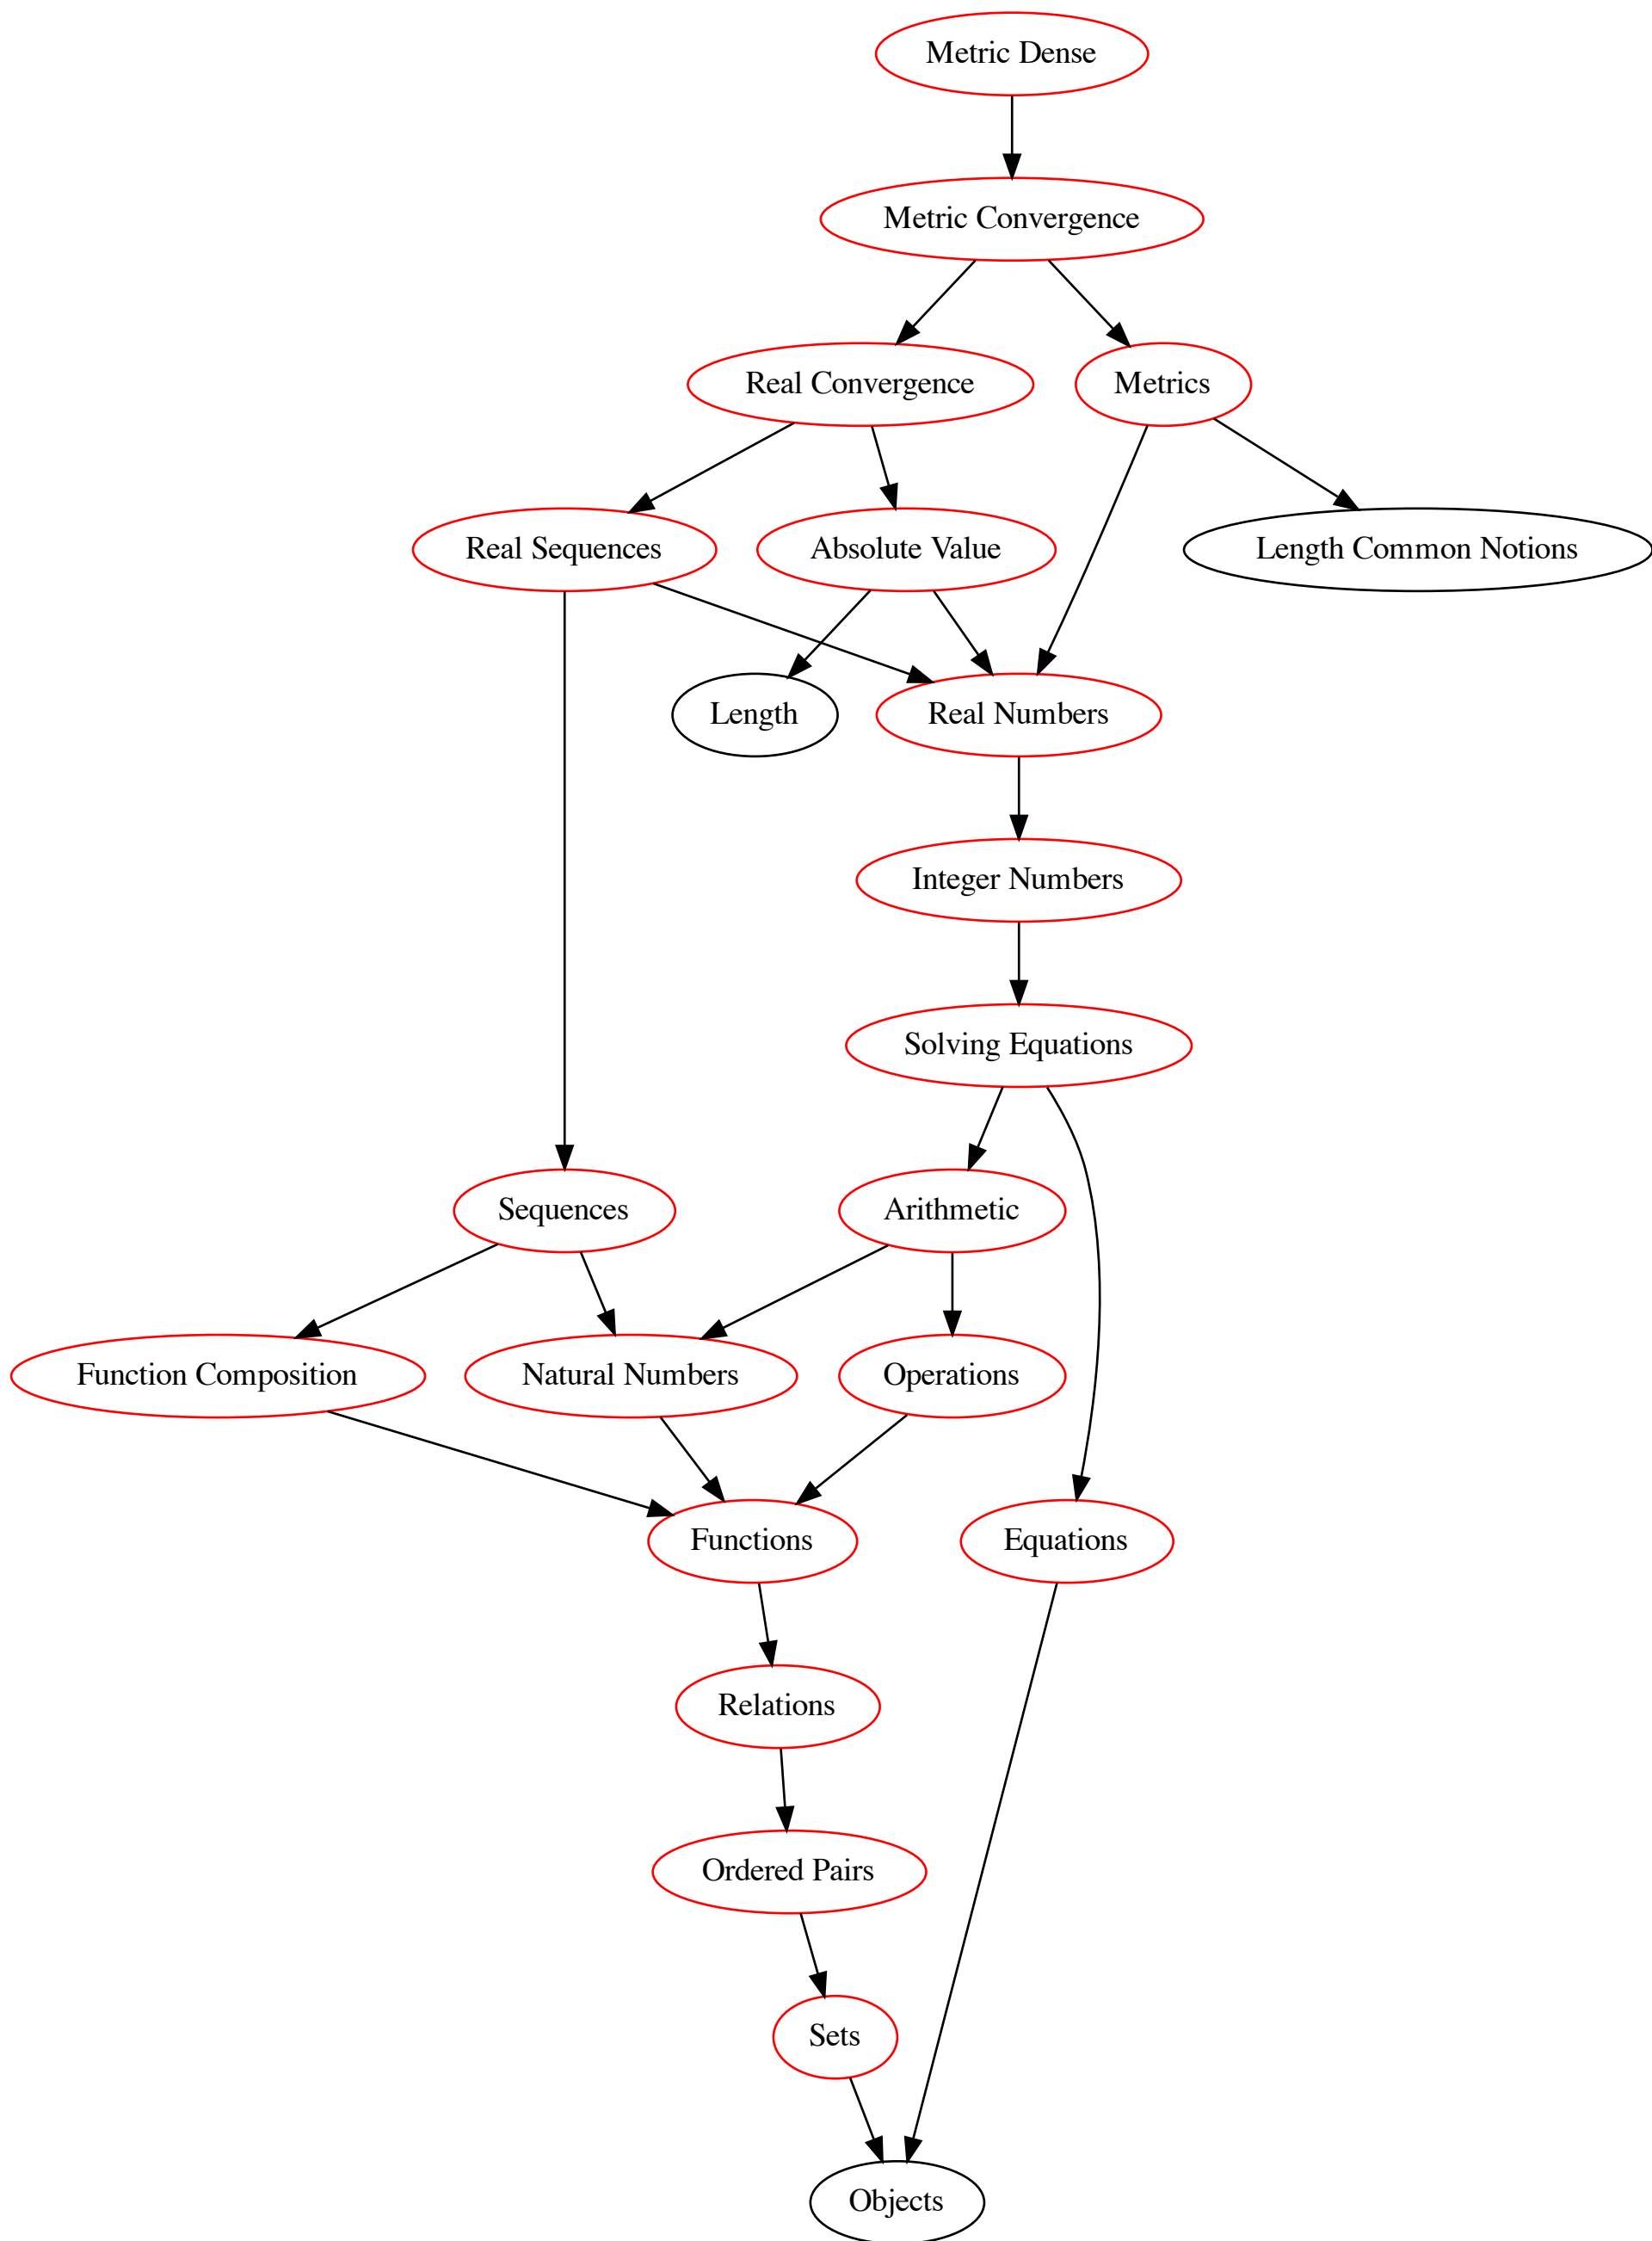 Metric Dense
Metric Convergence
Real Convergence
Metrics
Real Sequences
Absolute Value
Length Common Notions
Length
Real Numbers
Integer Numbers
Solving Equations
Sequences
Arithmetic
Function Composition
Natural Numbers
Operations
Functions
Equations
Relations
Ordered Pairs
Sets
Objects